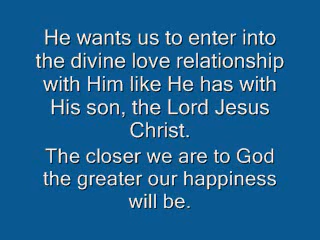 He wants us to enter into
the divine love relationship
with Him like He has with
His son, the Lord Jesus
Christ.
The closer we are to God
the greater our happiness
will be.